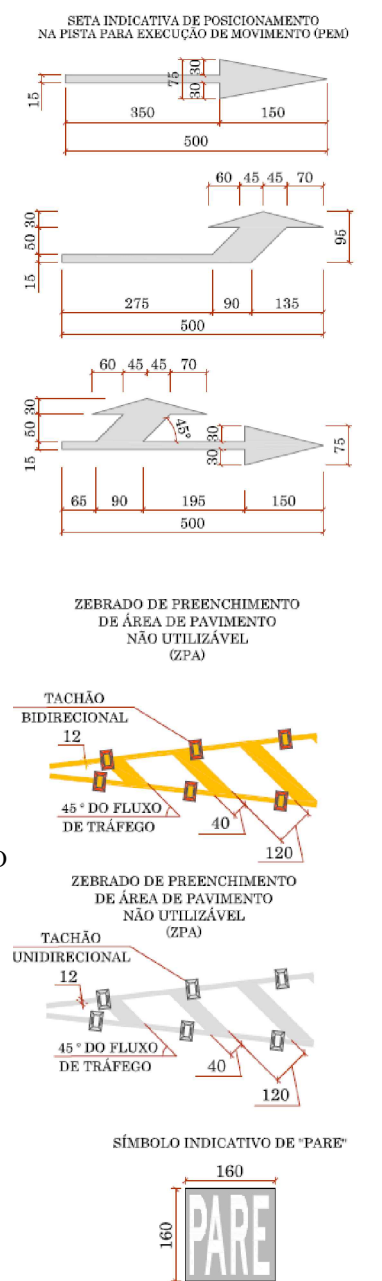 SETA INDICATIVA DE POSICIONAMENTO
NA PISTA PARA EXECUÇÃO DE MOVIMENTO (PEM)
30
75
30
15
350
150
500
60 45 45 70
30
50
15
95
275
90
135
500
60 45 45 70
30
50
15
45°
30
30
75
65
90
195
150
500
ZEBRADO DE PREENCHIMENTO
DE ÁREA DE PAVIMENTO
NÃO UTILIZÁVEL
(ZPA)
TACHÃO
BIDIRECIONAL
12
45 º DO FLUXO
DE TRÁFEGO
40
120
O
ZEBRADO DE PREENCHIMENTO
DE ÁREA DE PAVIMENTO
NÃO UTILIZÁVEL
(ZPA)
TACHÃO
UNIDIRECIONAL
12
45 º DO FLUXO
DE TRÁFEGO
40
120
SÍMBOLO INDICATIVO DE "PARE"
160
160
PARE